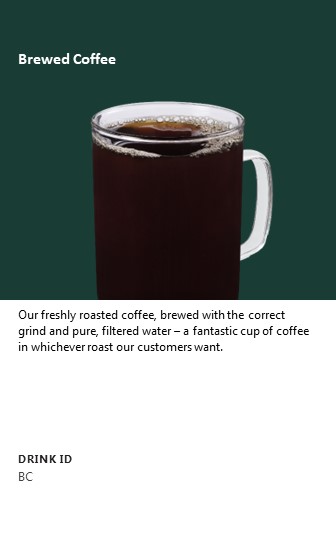 Brewed Coffee
Our freshly roasted coffee, brewed with the correct
grind and pure, filtered water – a fantastic cup of coffee
in whichever roast our customers want.
DRINK ID
BC